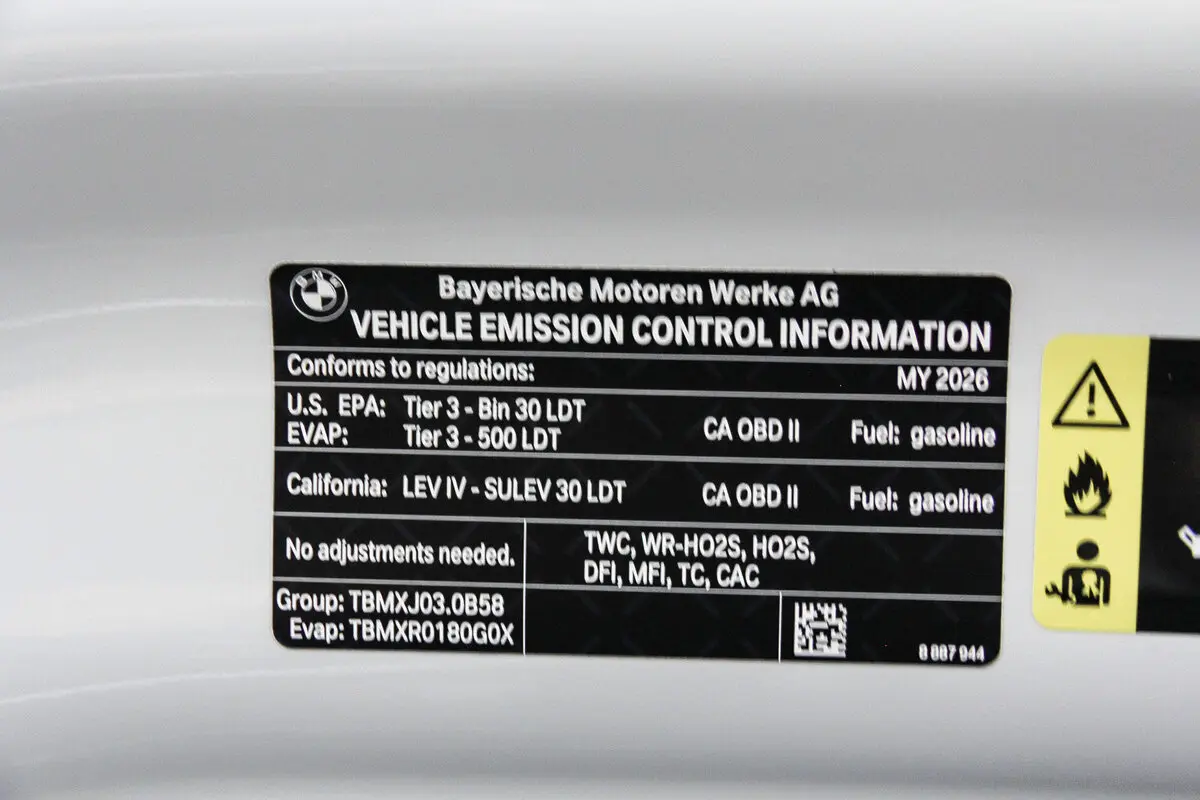 BMW
Bayerische Motoren Werke AG
VEHICLE EMISSION CONTROL INFORMATION
Conforms to regulations: MY 2026
U.S. EPA: Tier 3 - Bin 30 LDT
EVAP: Tier 3 - 500 LDT CA OBD II Fuel: gasoline
California: LEV IV - SULEV 30 LDT CA OBD II Fuel: gasoline
No adjustments needed.
TWC, WR-HO2S, HO2S,
DFI, MFI, TC, CAC
Group: TBMXJ03.0B58
Evap: TBMXR0180G0X
8 887 944